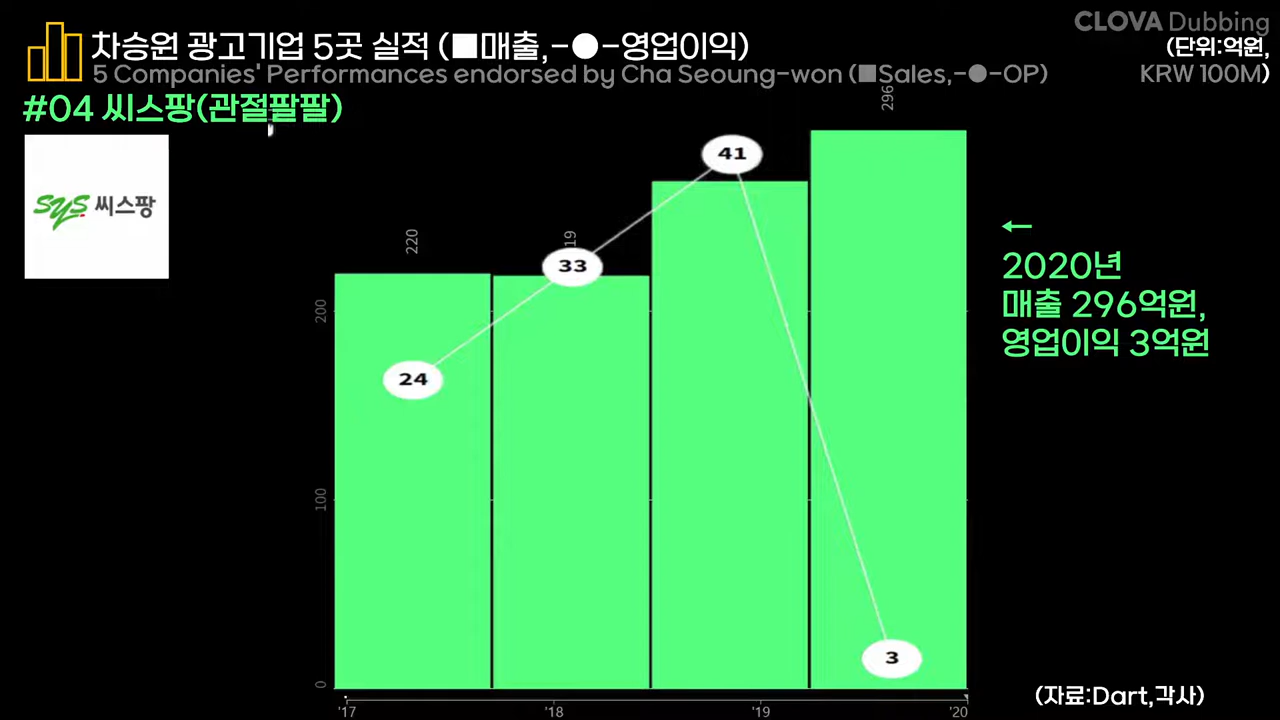 CLOVA Dubbing
차승원 광고기업 5곳 실적 (■매출,-●-영업이익)
(단위:억원,
5 Companies' Performances endorsed by Cha Seoung-won (■Sales,-●-OP)
KRW 100M)
#04 씨스팡(관절팔팔)
296
41
sys 씨스팡
220
19
33
←
2020년
매출 296억원,
영업이익 3억원
200
24
100
3
0
(자료:Dart,각사)
'17
'18
'19
'20